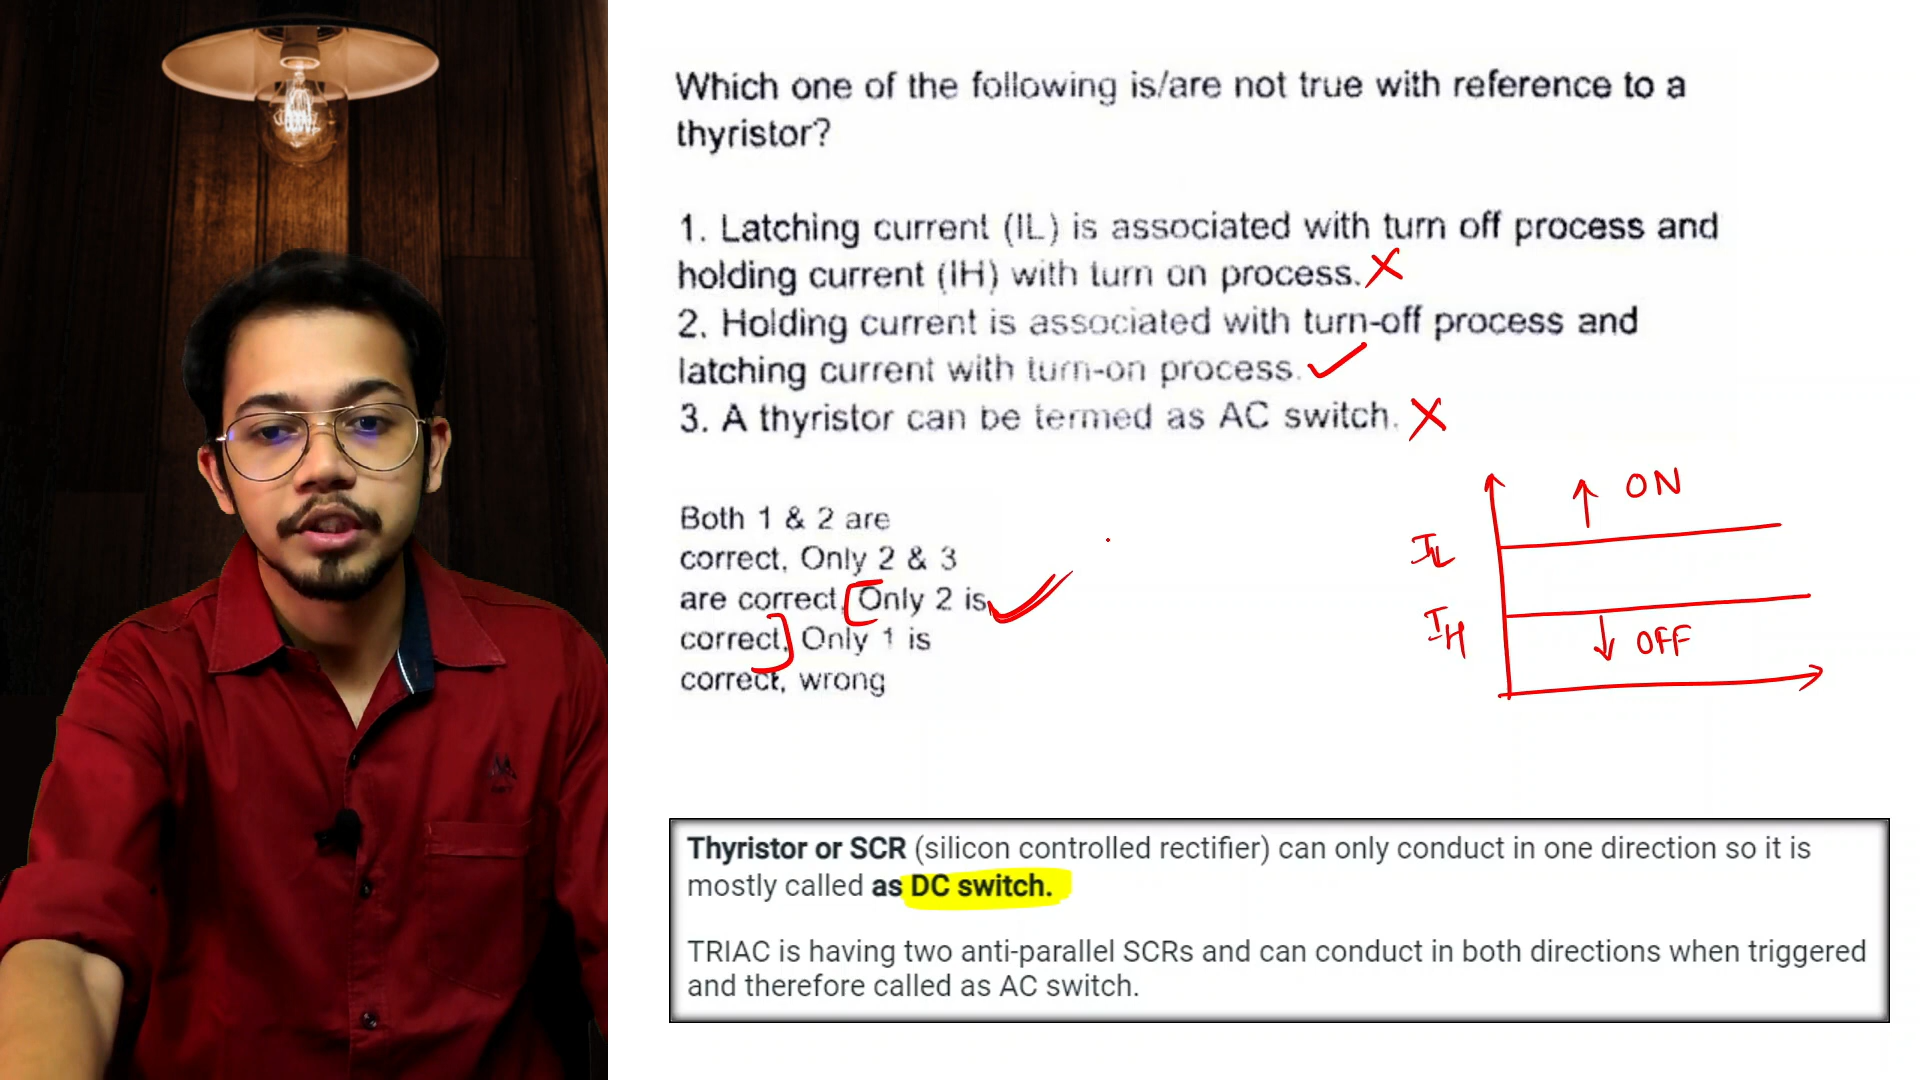 Which one of the following is/are not true with reference to a
thyristor?
1. Latching current (IL) is associated with turn off process and
holding current (IH) with turn on process.
2. Holding current is associated with turn-off process and
latching current with turn-on process.
3. A thyristor can be termed as AC switch.
Both 1 & 2 are
correct, Only 2 & 3
are correct, Only 2 is
correct, Only 1 is
correct, wrong
ON
IL
IH
OFF
Thyristor or SCR (silicon controlled rectifier) can only conduct in one direction so it is
mostly called as DC switch.
TRIAC is having two anti-parallel SCRs and can conduct in both directions when triggered
and therefore called as AC switch.